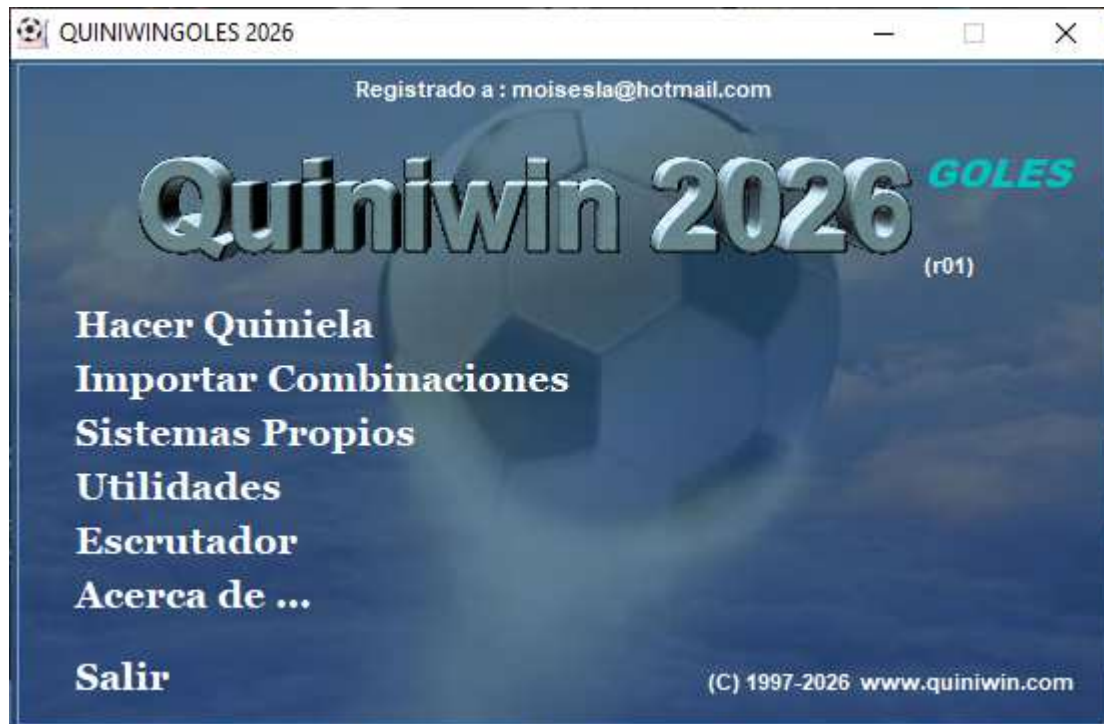 QUINIWINGOLES 2026
Registrado a : moisesla@hotmail.com
Quiniwin 2026 GOLES
(r01)
Hacer Quiniela
Importar Combinaciones
Sistemas Propios
Utilidades
Escrutador
Acerca de ...
Salir
(C) 1997-2026 www.quiniwin.com